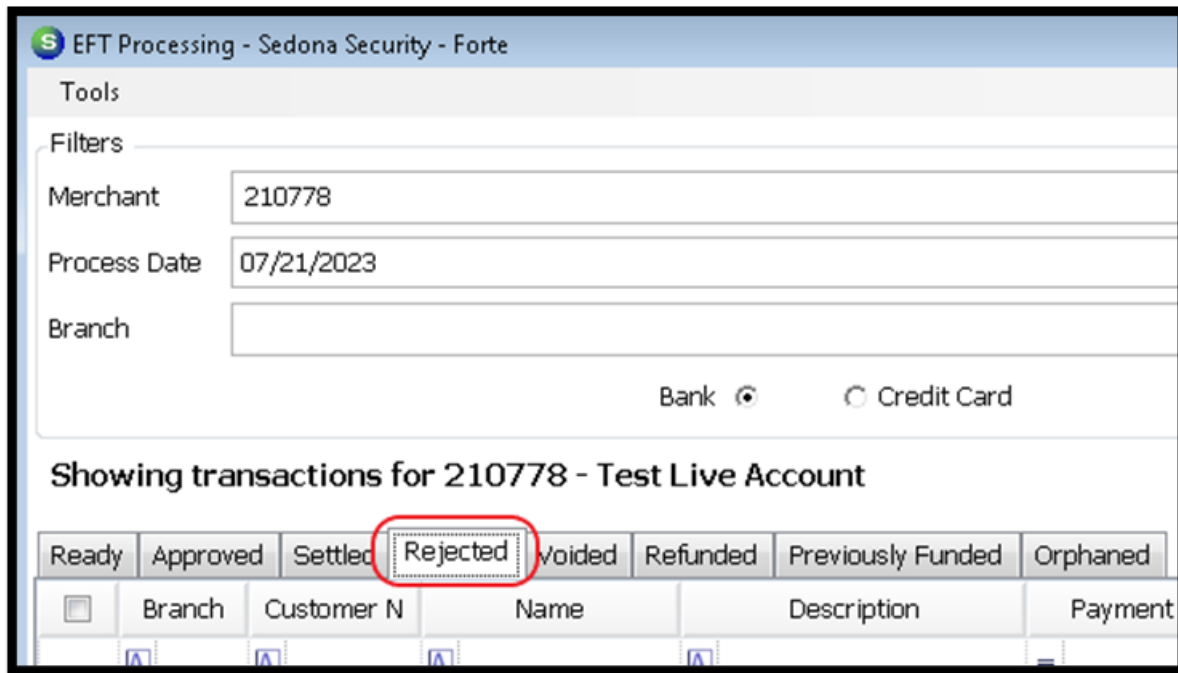 S EFT Processing - Sedona Security - Forte
Tools
Filters
Merchant 210778
Process Date 07/21/2023
Branch
Bank Credit Card
Showing transactions for 210778 - Test Live Account
Ready Approved Settled Rejected Voided Refunded Previously Funded Orphaned
Branch Customer N Name Description Payment
A A A A =